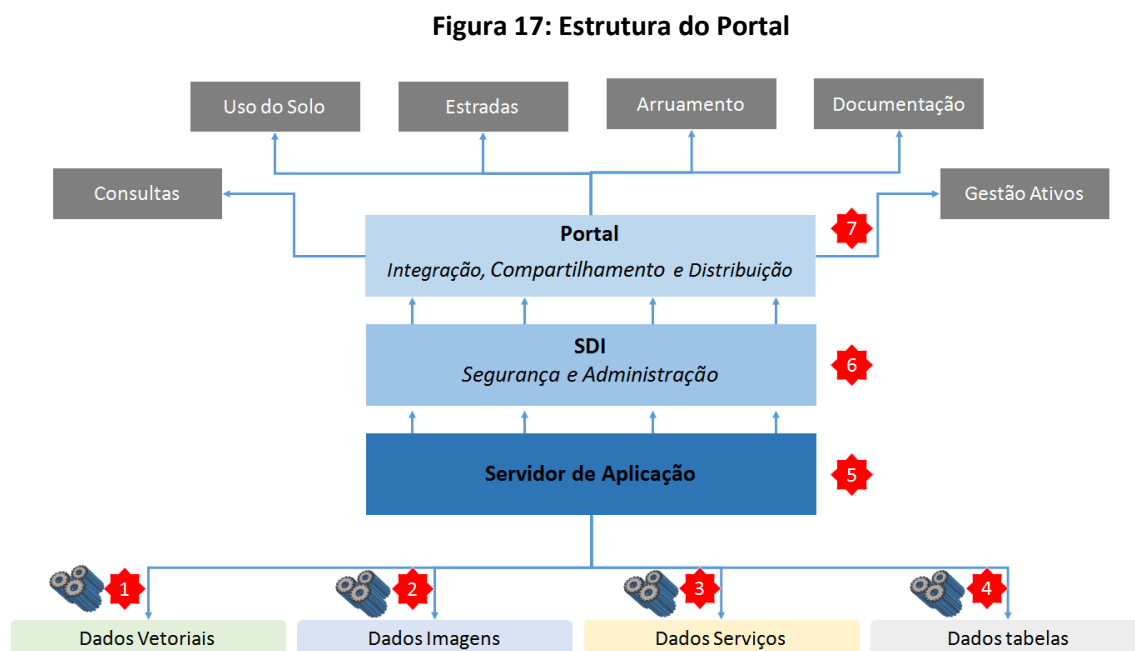 Figura 17: Estrutura do Portal
Uso do Solo
Estradas
Arruamento
Documentação
Consultas
Gestão Ativos
Portal
Integração, Compartilhamento e Distribuição
7
SDI
Segurança e Administração
6
Servidor de Aplicação
5
1
2
3
4
Dados Vetoriais
Dados Imagens
Dados Serviços
Dados tabelas